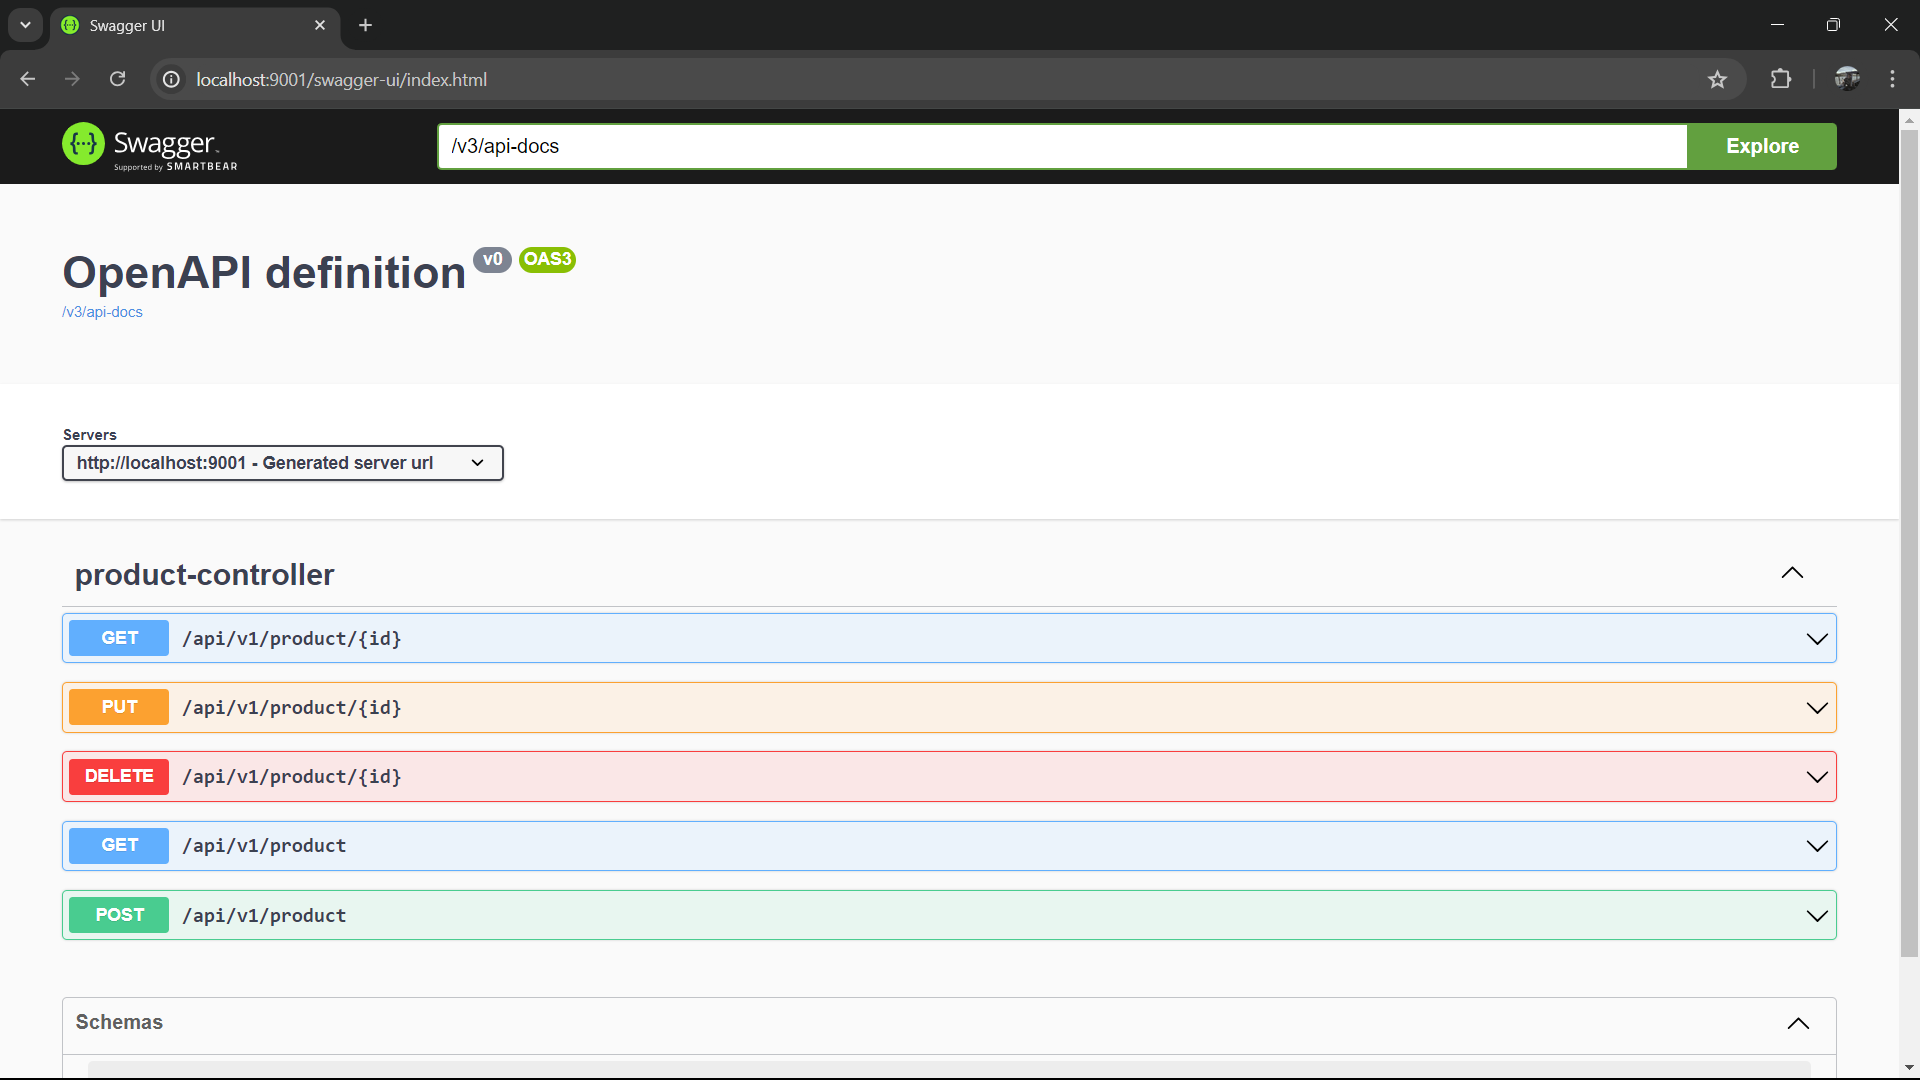 Swagger UI
localhost:9001/swagger-ui/index.html
{···} Swagger.
Supported by SMARTBEAR
/v3/api-docs
Explore
OpenAPI definition v0 OAS3
/v3/api-docs
Servers
http://localhost:9001 - Generated server url
product-controller
GET /api/v1/product/{id}
PUT /api/v1/product/{id}
DELETE /api/v1/product/{id}
GET /api/v1/product
POST /api/v1/product
Schemas